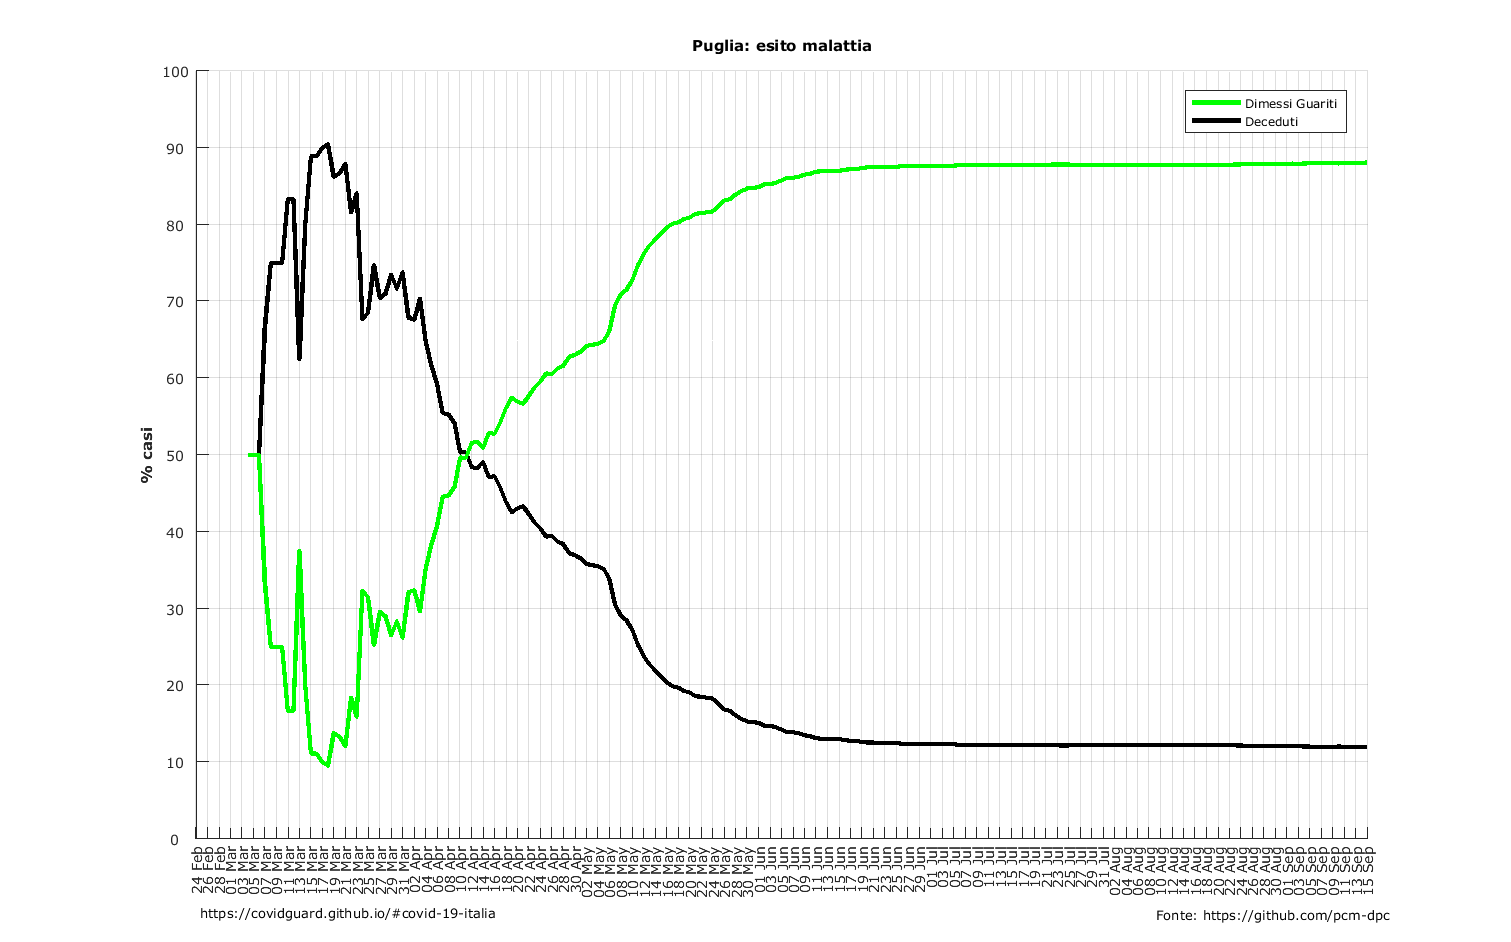 Puglia: esito malattia
Dimessi Guariti
Deceduti
% casi
100
90
80
70
60
50
40
30
20
10
0
24 Feb
26 Feb
28 Feb
01 Mar
03 Mar
05 Mar
07 Mar
09 Mar
11 Mar
13 Mar
15 Mar
17 Mar
19 Mar
21 Mar
23 Mar
25 Mar
27 Mar
29 Mar
31 Mar
02 Apr
04 Apr
06 Apr
08 Apr
10 Apr
12 Apr
14 Apr
16 Apr
18 Apr
20 Apr
22 Apr
24 Apr
26 Apr
28 Apr
30 Apr
02 May
04 May
06 May
08 May
10 May
12 May
14 May
16 May
18 May
20 May
22 May
24 May
26 May
28 May
30 May
01 Jun
03 Jun
05 Jun
07 Jun
09 Jun
11 Jun
13 Jun
15 Jun
17 Jun
19 Jun
21 Jun
23 Jun
25 Jun
27 Jun
29 Jun
01 Jul
03 Jul
05 Jul
07 Jul
09 Jul
11 Jul
13 Jul
15 Jul
17 Jul
19 Jul
21 Jul
23 Jul
25 Jul
27 Jul
29 Jul
31 Jul
02 Aug
04 Aug
06 Aug
08 Aug
10 Aug
12 Aug
14 Aug
16 Aug
18 Aug
20 Aug
22 Aug
24 Aug
26 Aug
28 Aug
30 Aug
01 Sep
03 Sep
05 Sep
07 Sep
09 Sep
11 Sep
13 Sep
15 Sep
https://covidguard.github.io/#covid-19-italia
Fonte: https://github.com/pcm-dpc